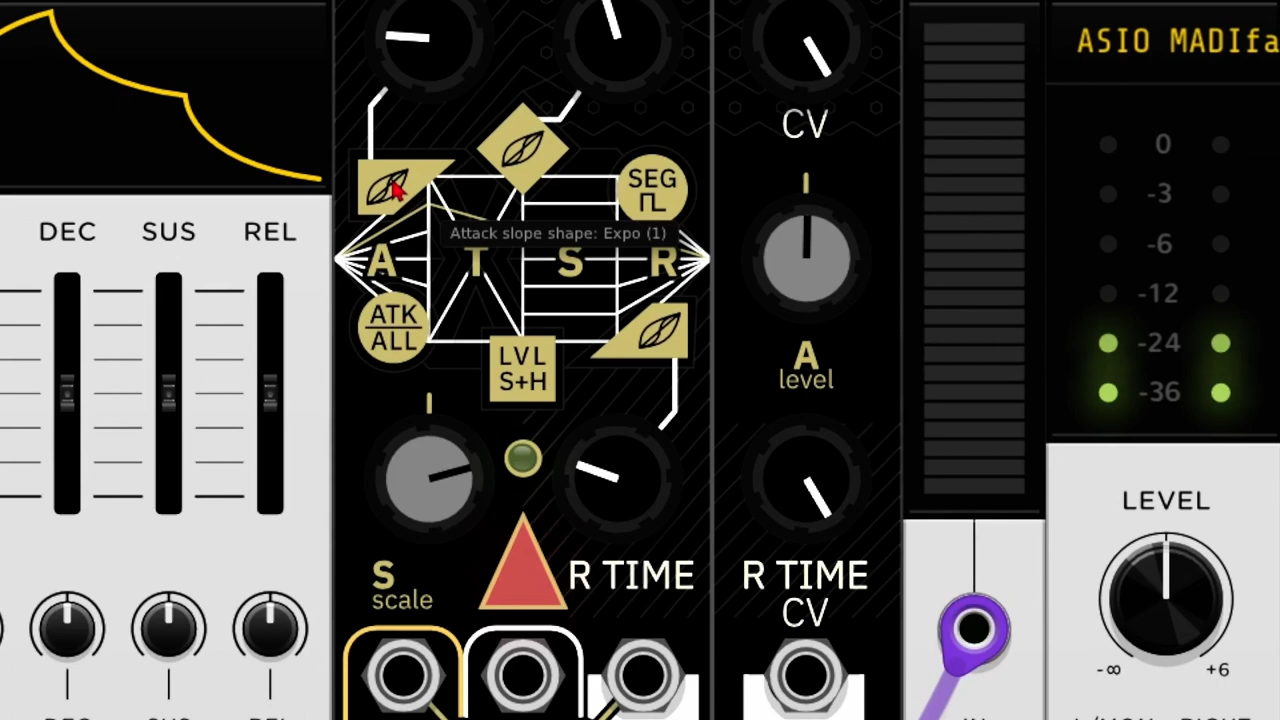 ASIO MADIfa
CV
0
-3
-6
-12
-24
-36
SEG
DEC SUS REL
Attack slope shape: Expo (1)
A T S R
ATK
ALL
LVL
S+H
A
level
LEVEL
S
scale
R TIME
R TIME
CV
-∞ +6